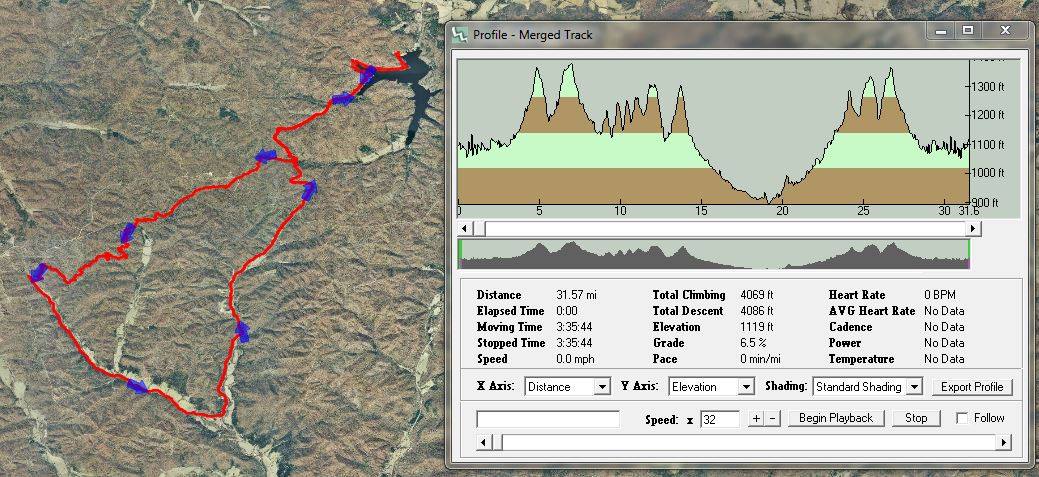 Profile - Merged Track
1300 ft
1200 ft
1100 ft
1000 ft
900 ft
0 5 10 15 20 25 30 31.6
Distance 31.57 mi Total Climbing 4069 ft Heart Rate 0 BPM
Elapsed Time 0:00 Total Descent 4086 ft AVG Heart Rate No Data
Moving Time 3:35:44 Elevation 1119 ft Cadence No Data
Stopped Time 3:35:44 Grade 6.5 % Power No Data
Speed 0.0 mph Pace 0 min/mi Temperature No Data
X Axis: Distance Y Axis: Elevation Shading: Standard Shading Export Profile
Speed: x 32 + - Begin Playback Stop Follow